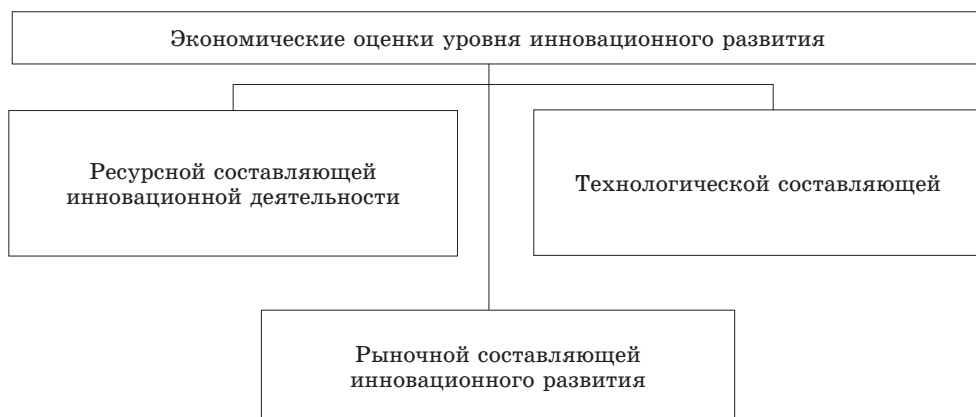 Экономические оценки уровня инновационного развития
Ресурсной составляющей
инновационной деятельности
Технологической составляющей
Рыночной составляющей
инновационного развития